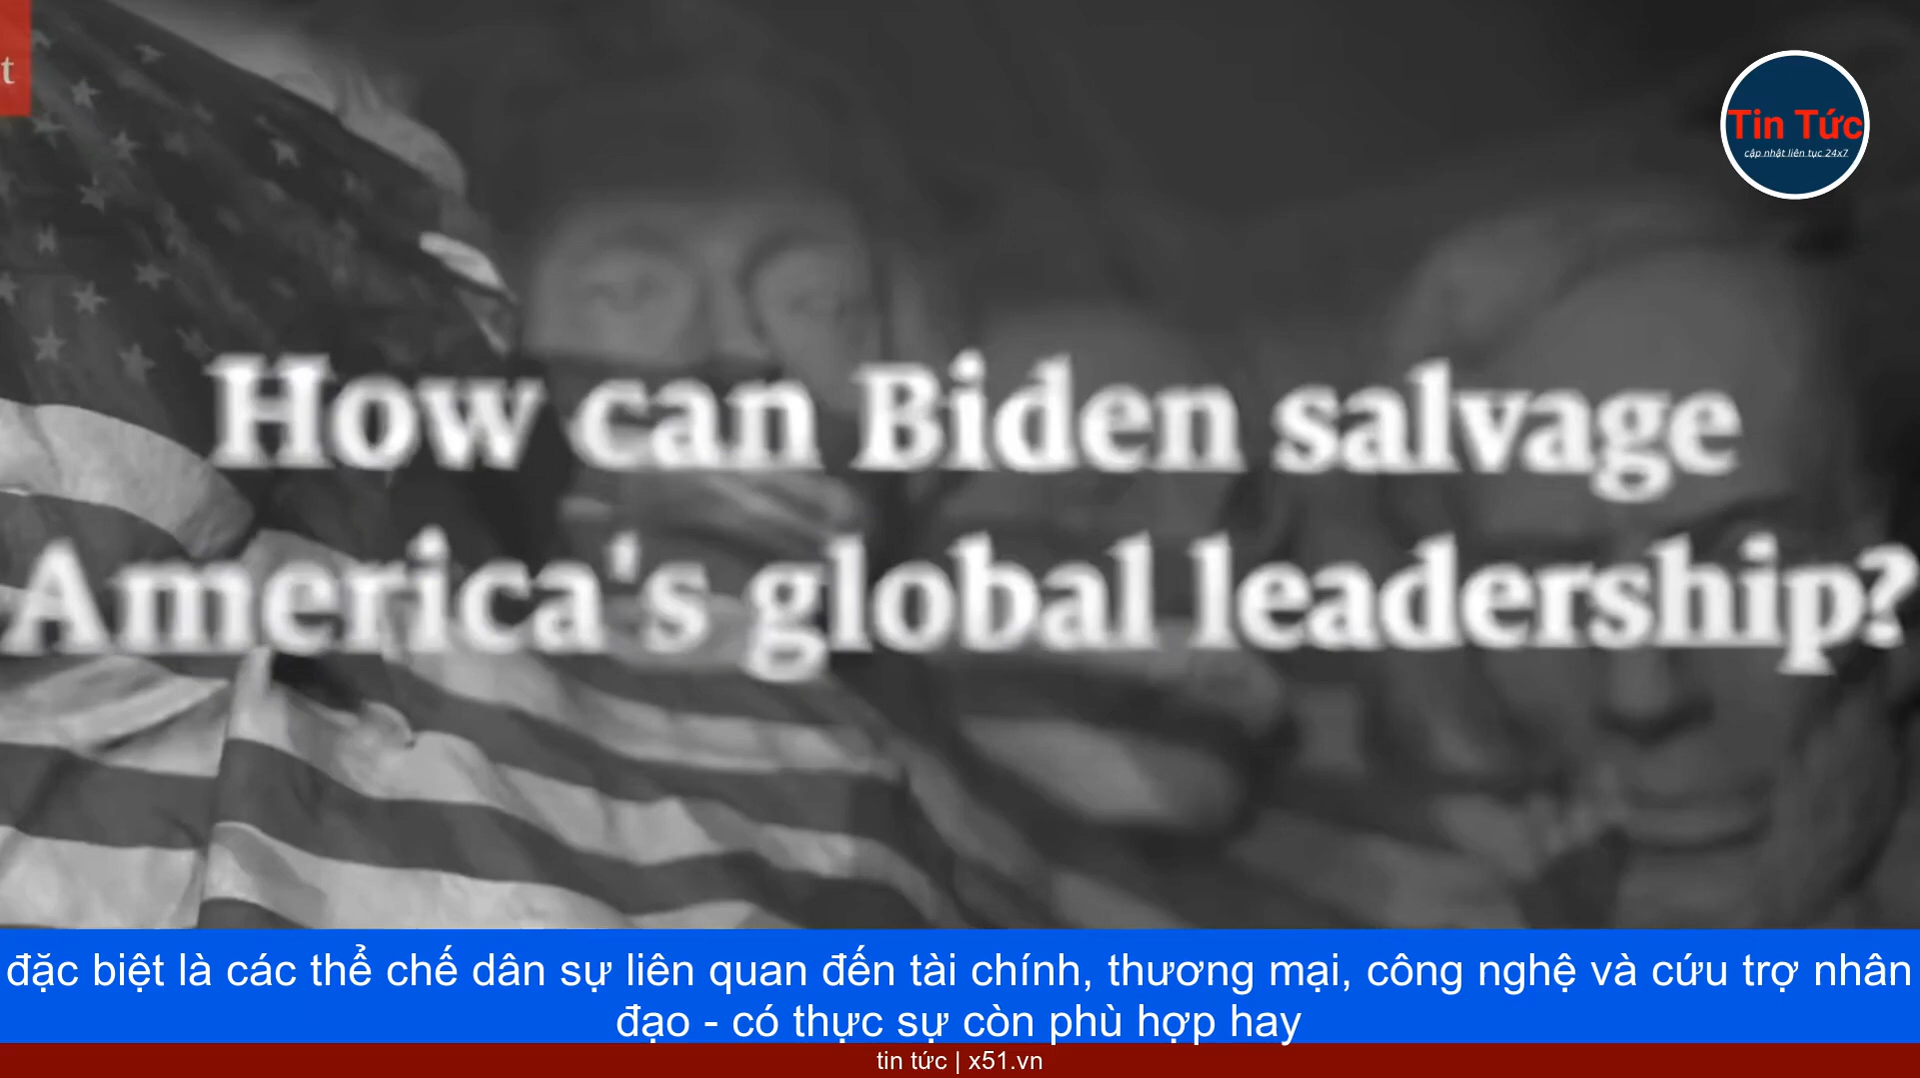 t
Tin Tức
cập nhật liên tục 24x7
How can Biden salvage
America's global leadership?
đặc biệt là các thể chế dân sự liên quan đến tài chính, thương mại, công nghệ và cứu trợ nhân
đạo - có thực sự còn phù hợp hay
tin tức | x51.vn